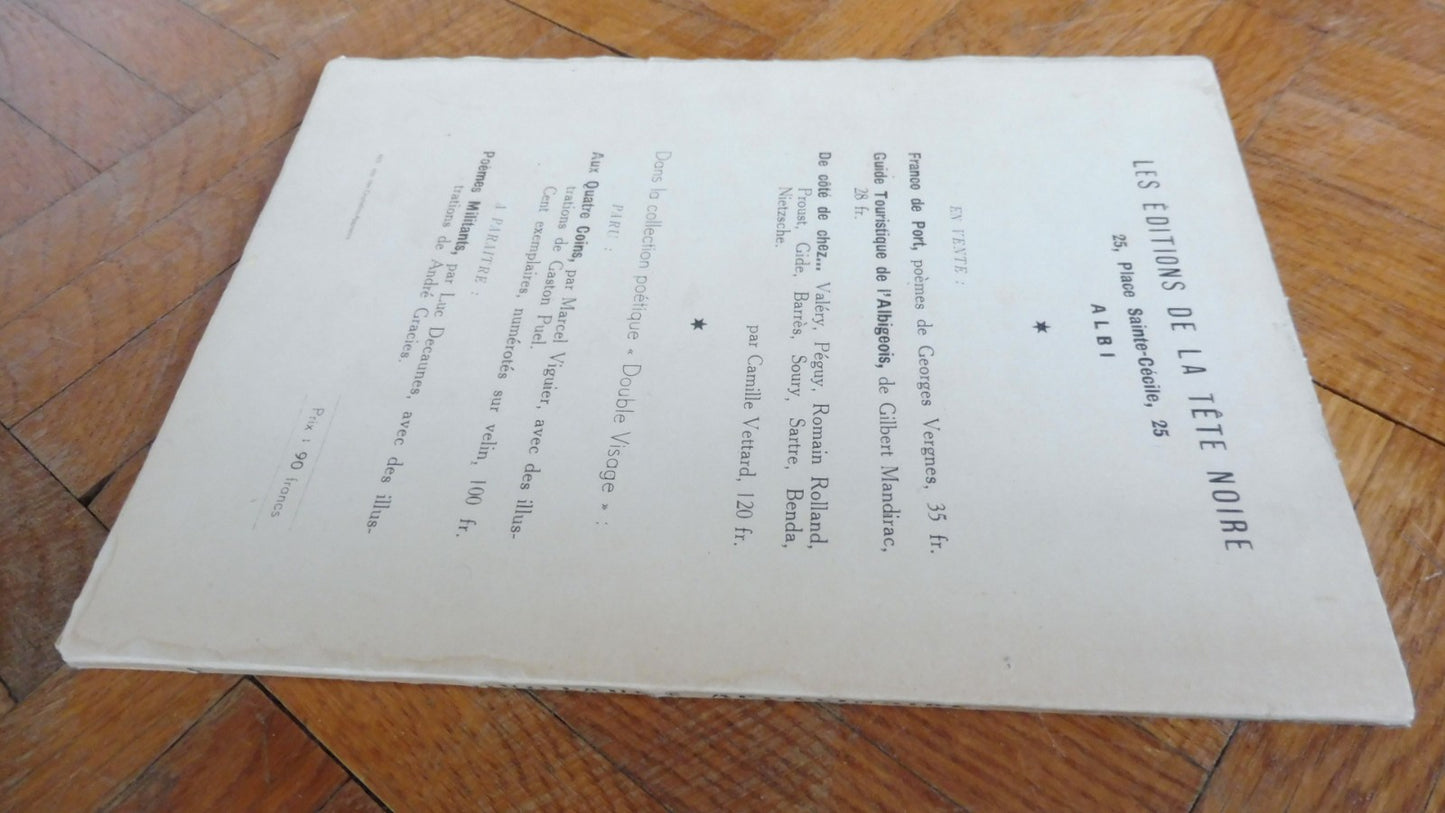 LES ÉDITIONS DE LA TÊTE NOIRE
25, Place Sainte-Cécile, 25
ALBI
★
EN VENTE :
Franco de Port, poèmes de Georges Vergnes, 35 fr.
Guide Touristique de l'Albigeois, de Gilbert Mandirac,
28 fr.
De côté de chez... Valéry, Péguy, Romain Rolland,
Proust, Gide, Barrès, Soury, Sartre, Benda,
Nietzsche.
par Camille Vettard, 120 fr.
★
Dans la collection poétique « Double Visage » :
PARU :
Aux Quatre Coins, par Marcel Viguier, avec des illus-
trations de Gaston Puel.
Cent exemplaires, numérotés sur velin, 100 fr.
A PARAITRE :
Poèmes Militants, par Luc Decaunes, avec des illus-
trations de André Gracies.
Prix : 90 francs